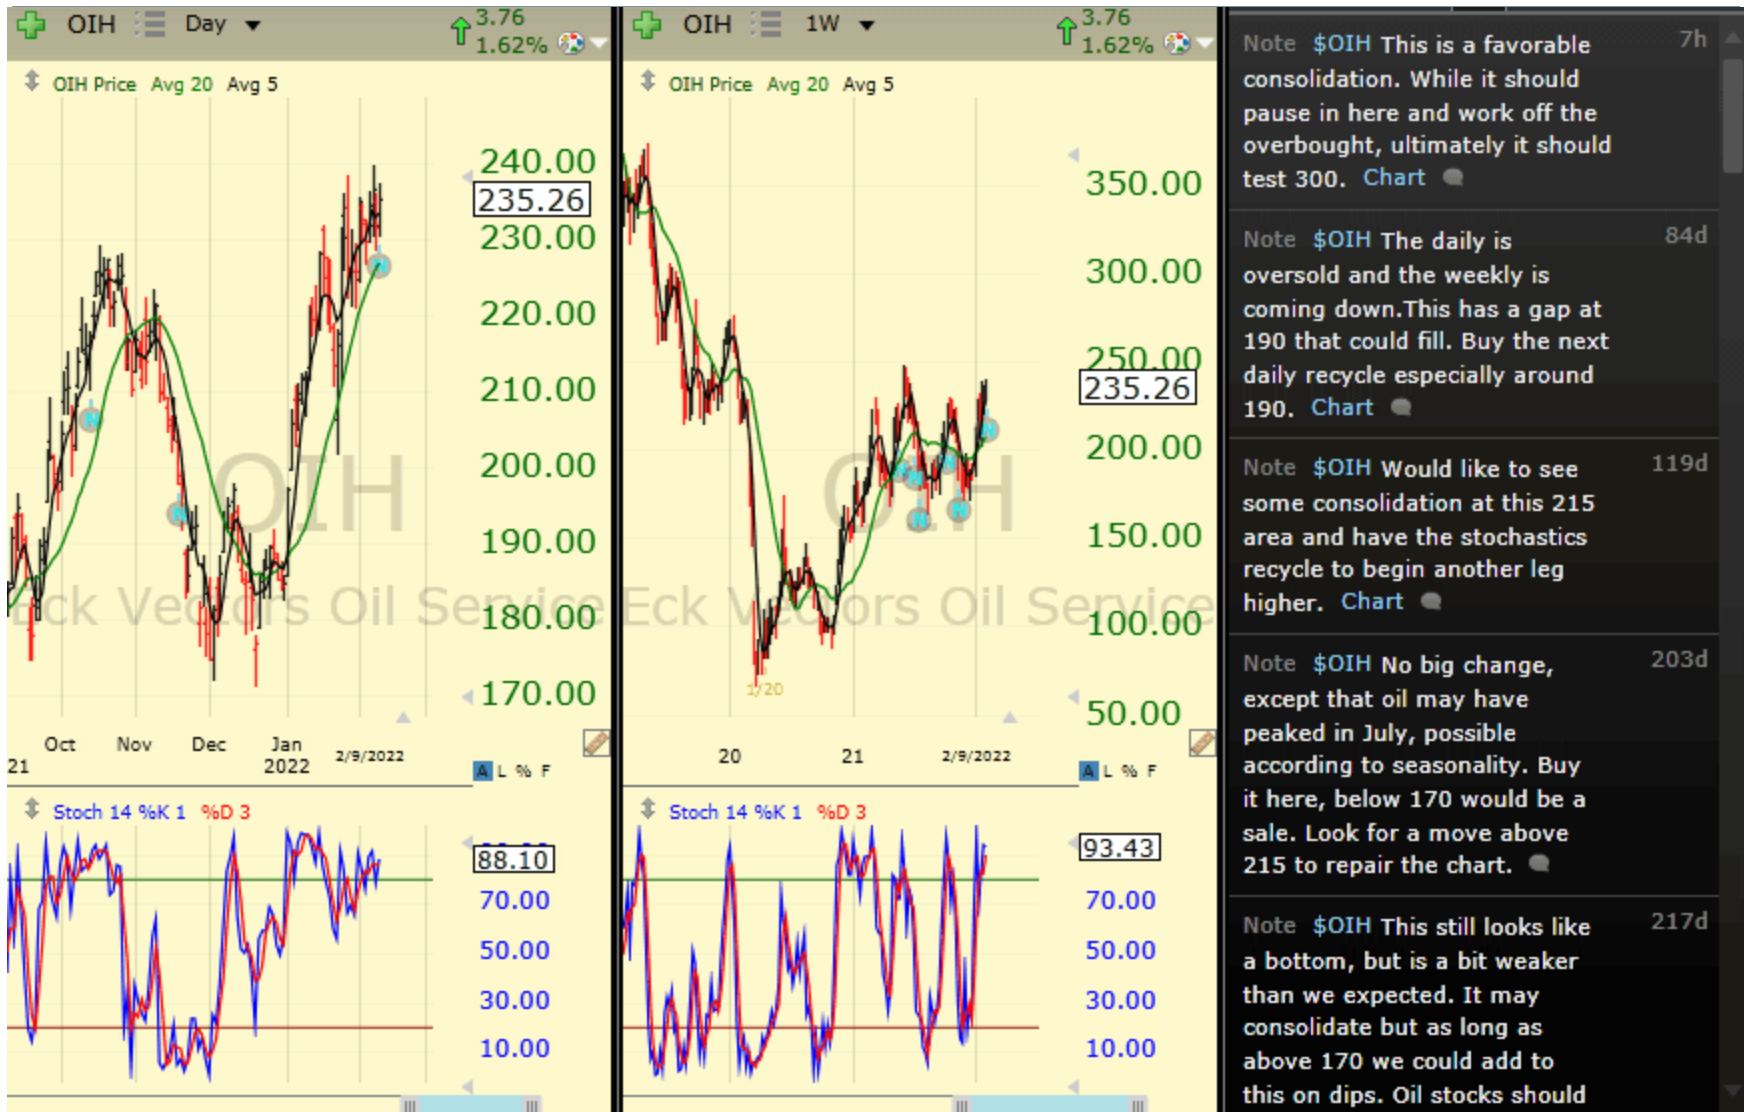 OIH Day
3.76
1.62%
OIH Price Avg 20 Avg 5
240.00
235.26
230.00
220.00
210.00
200.00
190.00
180.00
170.00
OIH
Eck Vectors Oil Service
Oct Nov Dec Jan
21 2022 2/9/2022
A L % F
Stoch 14 %K 1 %D 3
88.10
70.00
50.00
30.00
10.00
OIH 1W
3.76
1.62%
OIH Price Avg 20 Avg 5
350.00
300.00
250.00
235.26
200.00
150.00
100.00
50.00
OIH
Eck Vectors Oil Service
1/20
20 21 2/9/2022
A L % F
Stoch 14 %K 1 %D 3
93.43
70.00
50.00
30.00
10.00
N
N
N
N
N
N
N
N
N
Note $OIH This is a favorable 7h
consolidation. While it should
pause in here and work off the
overbought, ultimately it should
test 300. Chart
Note $OIH The daily is 84d
oversold and the weekly is
coming down.This has a gap at
190 that could fill. Buy the next
daily recycle especially around
190. Chart
Note $OIH Would like to see 119d
some consolidation at this 215
area and have the stochastics
recycle to begin another leg
higher. Chart
Note $OIH No big change, 203d
except that oil may have
peaked in July, possible
according to seasonality. Buy
it here, below 170 would be a
sale. Look for a move above
215 to repair the chart.
Note $OIH This still looks like 217d
a bottom, but is a bit weaker
than we expected. It may
consolidate but as long as
above 170 we could add to
this on dips. Oil stocks should